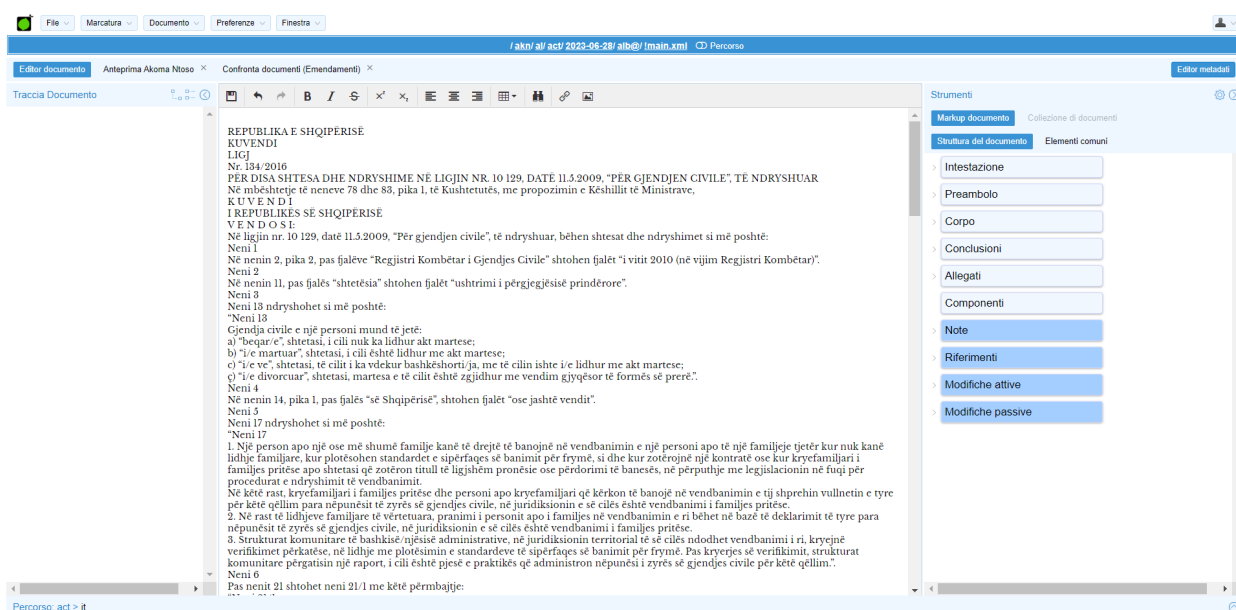 File
Marcatura
Documento
Preferenze
Finestra
/ akn/ al/ act/ 2023-06-28/ alb@/ !main.xml Percorso
Editor documento
Anteprima Akoma Ntoso ×
Confronta documenti (Emendamenti) ×
Editor metadati
Traccia Documento
B I S x² x₂
Strumenti
Markup documento
Collezione di documenti
Struttura del documento
Elementi comuni
Intestazione
Preambolo
Corpo
Conclusioni
Allegati
Componenti
Note
Riferimenti
Modifiche attive
Modifiche passive
REPUBLIKA E SHQIPËRISË
KUVENDI
LIGJ
Nr. 134/2016
PËR DISA SHTESA DHE NDRYSHIME NË LIGJIN NR. 10 129, DATË 11.5.2009, “PËR GJENDJEN CIVILE”, TË NDRYSHUAR
Në mbështetje të neneve 78 dhe 83, pika 1, të Kushtetutës, me propozimin e Këshillit të Ministrave,
K U V E N D I
I REPUBLIKËS SË SHQIPËRISË
V E N D O S I:
Në ligjin nr. 10 129, datë 11.5.2009, “Për gjendjen civile”, të ndryshuar, bëhen shtesat dhe ndryshimet si më poshtë:
Neni 1
Në nenin 2, pika 2, pas fjalëve “Regjistri Kombëtar i Gjendjes Civile” shtohen fjalët “i vitit 2010 (në vijim Regjistri Kombëtar)”.
Neni 2
Në nenin 11, pas fjalës “shtetësia” shtohen fjalët “ushtrimi i përgjegjësisë prindërore”.
Neni 3
Neni 13 ndryshohet si më poshtë:
“Neni 13
Gjendja civile e një personi mund të jetë:
a) “beqar/e”, shtetasi, i cili nuk ka lidhur akt martese;
b) “i/e martuar”, shtetasi, i cili është lidhur me akt martese;
c) “i/e ve”, shtetasi, të cilit i ka vdekur bashkëshorti/ja, me të cilin ishte i/e lidhur me akt martese;
ç) “i/e divorcuar”, shtetasi, martesa e të cilit është zgjidhur me vendim gjyqësor të formës së prerë.”.
Neni 4
Në nenin 14, pika 1, pas fjalës “së Shqipërisë”, shtohen fjalët “ose jashtë vendit”.
Neni 5
Neni 17 ndryshohet si më poshtë:
“Neni 17
1. Një person apo një ose më shumë familje kanë të drejtë të banojnë në vendbanimin e një personi apo të një familjeje tjetër kur nuk kanë
lidhje familjare, kur plotësohen standardet e sipërfaqes së banimit për frymë, si dhe kur zotërojnë një kontratë ose kur kryefamiljari i
familjes pritëse apo shtetasi që zotëron titull të ligjshëm pronësie ose përdorimi të banesës, në përputhje me legjislacionin në fuqi për
procedurat e ndryshimit të vendbanimit.
Në këtë rast, kryefamiljari i familjes pritëse dhe personi apo kryefamiljari që kërkon të banojë në vendbanimin e tij shprehin vullnetin e tyre
për këtë qëllim para nëpunësit të zyrës së gjendjes civile, në juridiksionin e së cilës është vendbanimi i familjes pritëse.
2. Në rast të lidhjeve familjare të vërtetuara, pranimi i personit apo i familjes në vendbanimin e ri bëhet në bazë të deklarimit të tyre para
nëpunësit të zyrës së gjendjes civile, në juridiksionin e së cilës është vendbanimi i familjes pritëse.
3. Strukturat komunitare të bashkisë/njësisë administrative, në juridiksionin territorial të së cilës ndodhet vendbanimi i ri, kryejnë
verifikimet përkatëse, në lidhje me plotësimin e standardeve të sipërfaqes së banimit për frymë. Pas kryerjes së verifikimit, strukturat
komunitare përgatisin një raport, i cili është pjesë e praktikës që administron nëpunësi i zyrës së gjendjes civile për këtë qëllim.”.
Neni 6
Pas nenit 21 shtohet neni 21/1 me këtë përmbajtje:
Percorso: act > it